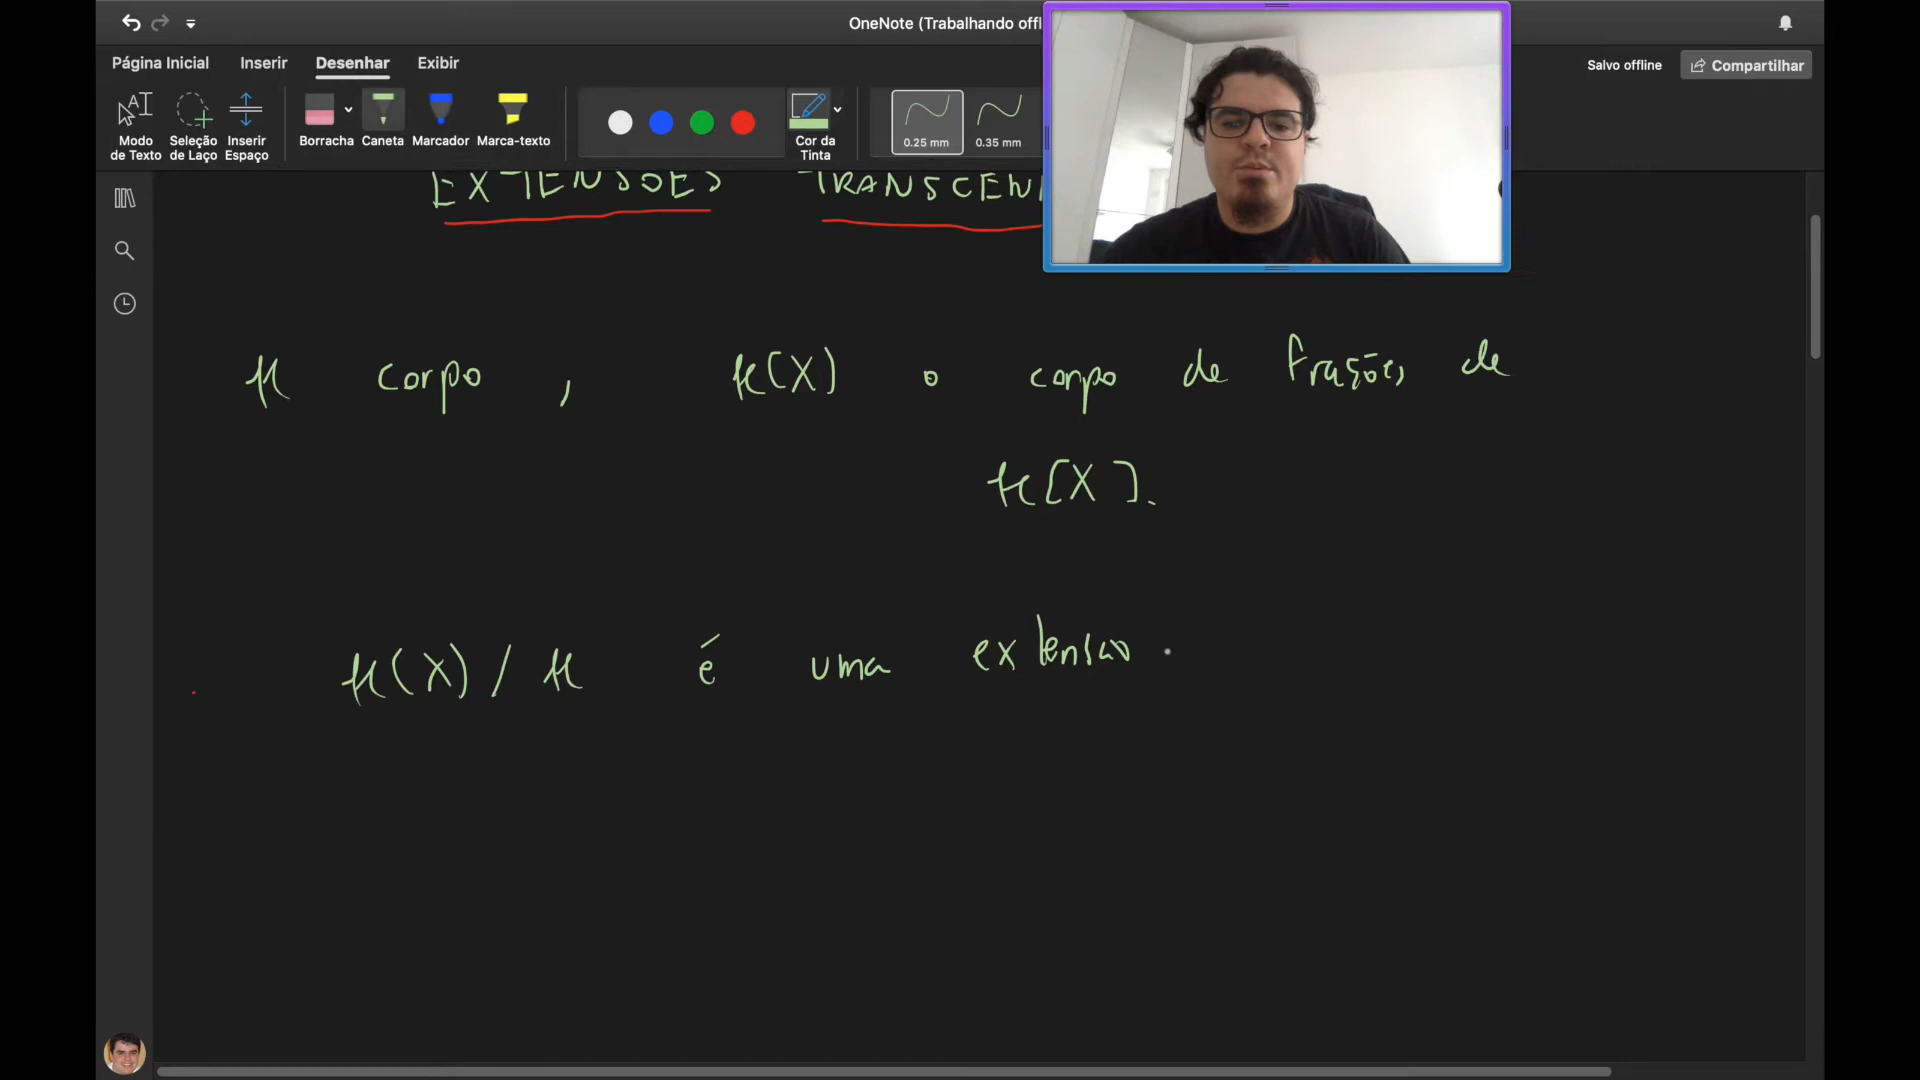 OneNote (Trabalhando offl
Página Inicial Inserir Desenhar Exibir
Salvo offline Compartilhar
Modo de Texto Seleção de Laço Inserir Espaço Borracha Caneta Marcador Marca-texto Cor da Tinta 0.25 mm 0.35 mm
EXTENSÕES TRANSCEN
k corpo , k(X) o corpo de frações de
k[X].
k(X) / k é uma extensão